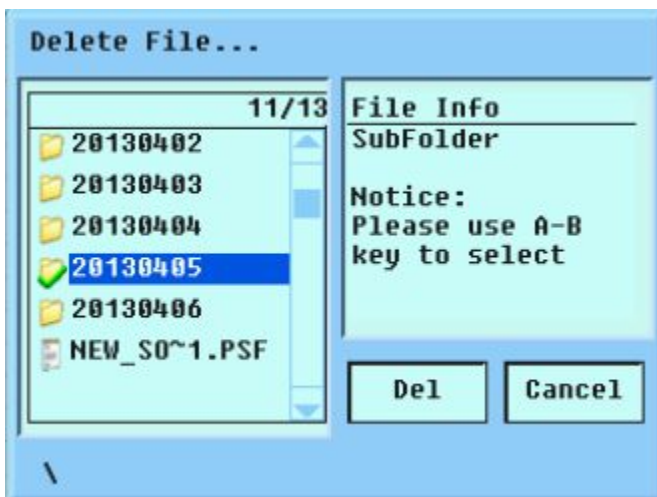 Delete File...
11/13
20130402
20130403
20130404
20130405
20130406
NEW_SO~1.PSF
File Info
SubFolder
Notice:
Please use A-B
key to select
Del
Cancel
\